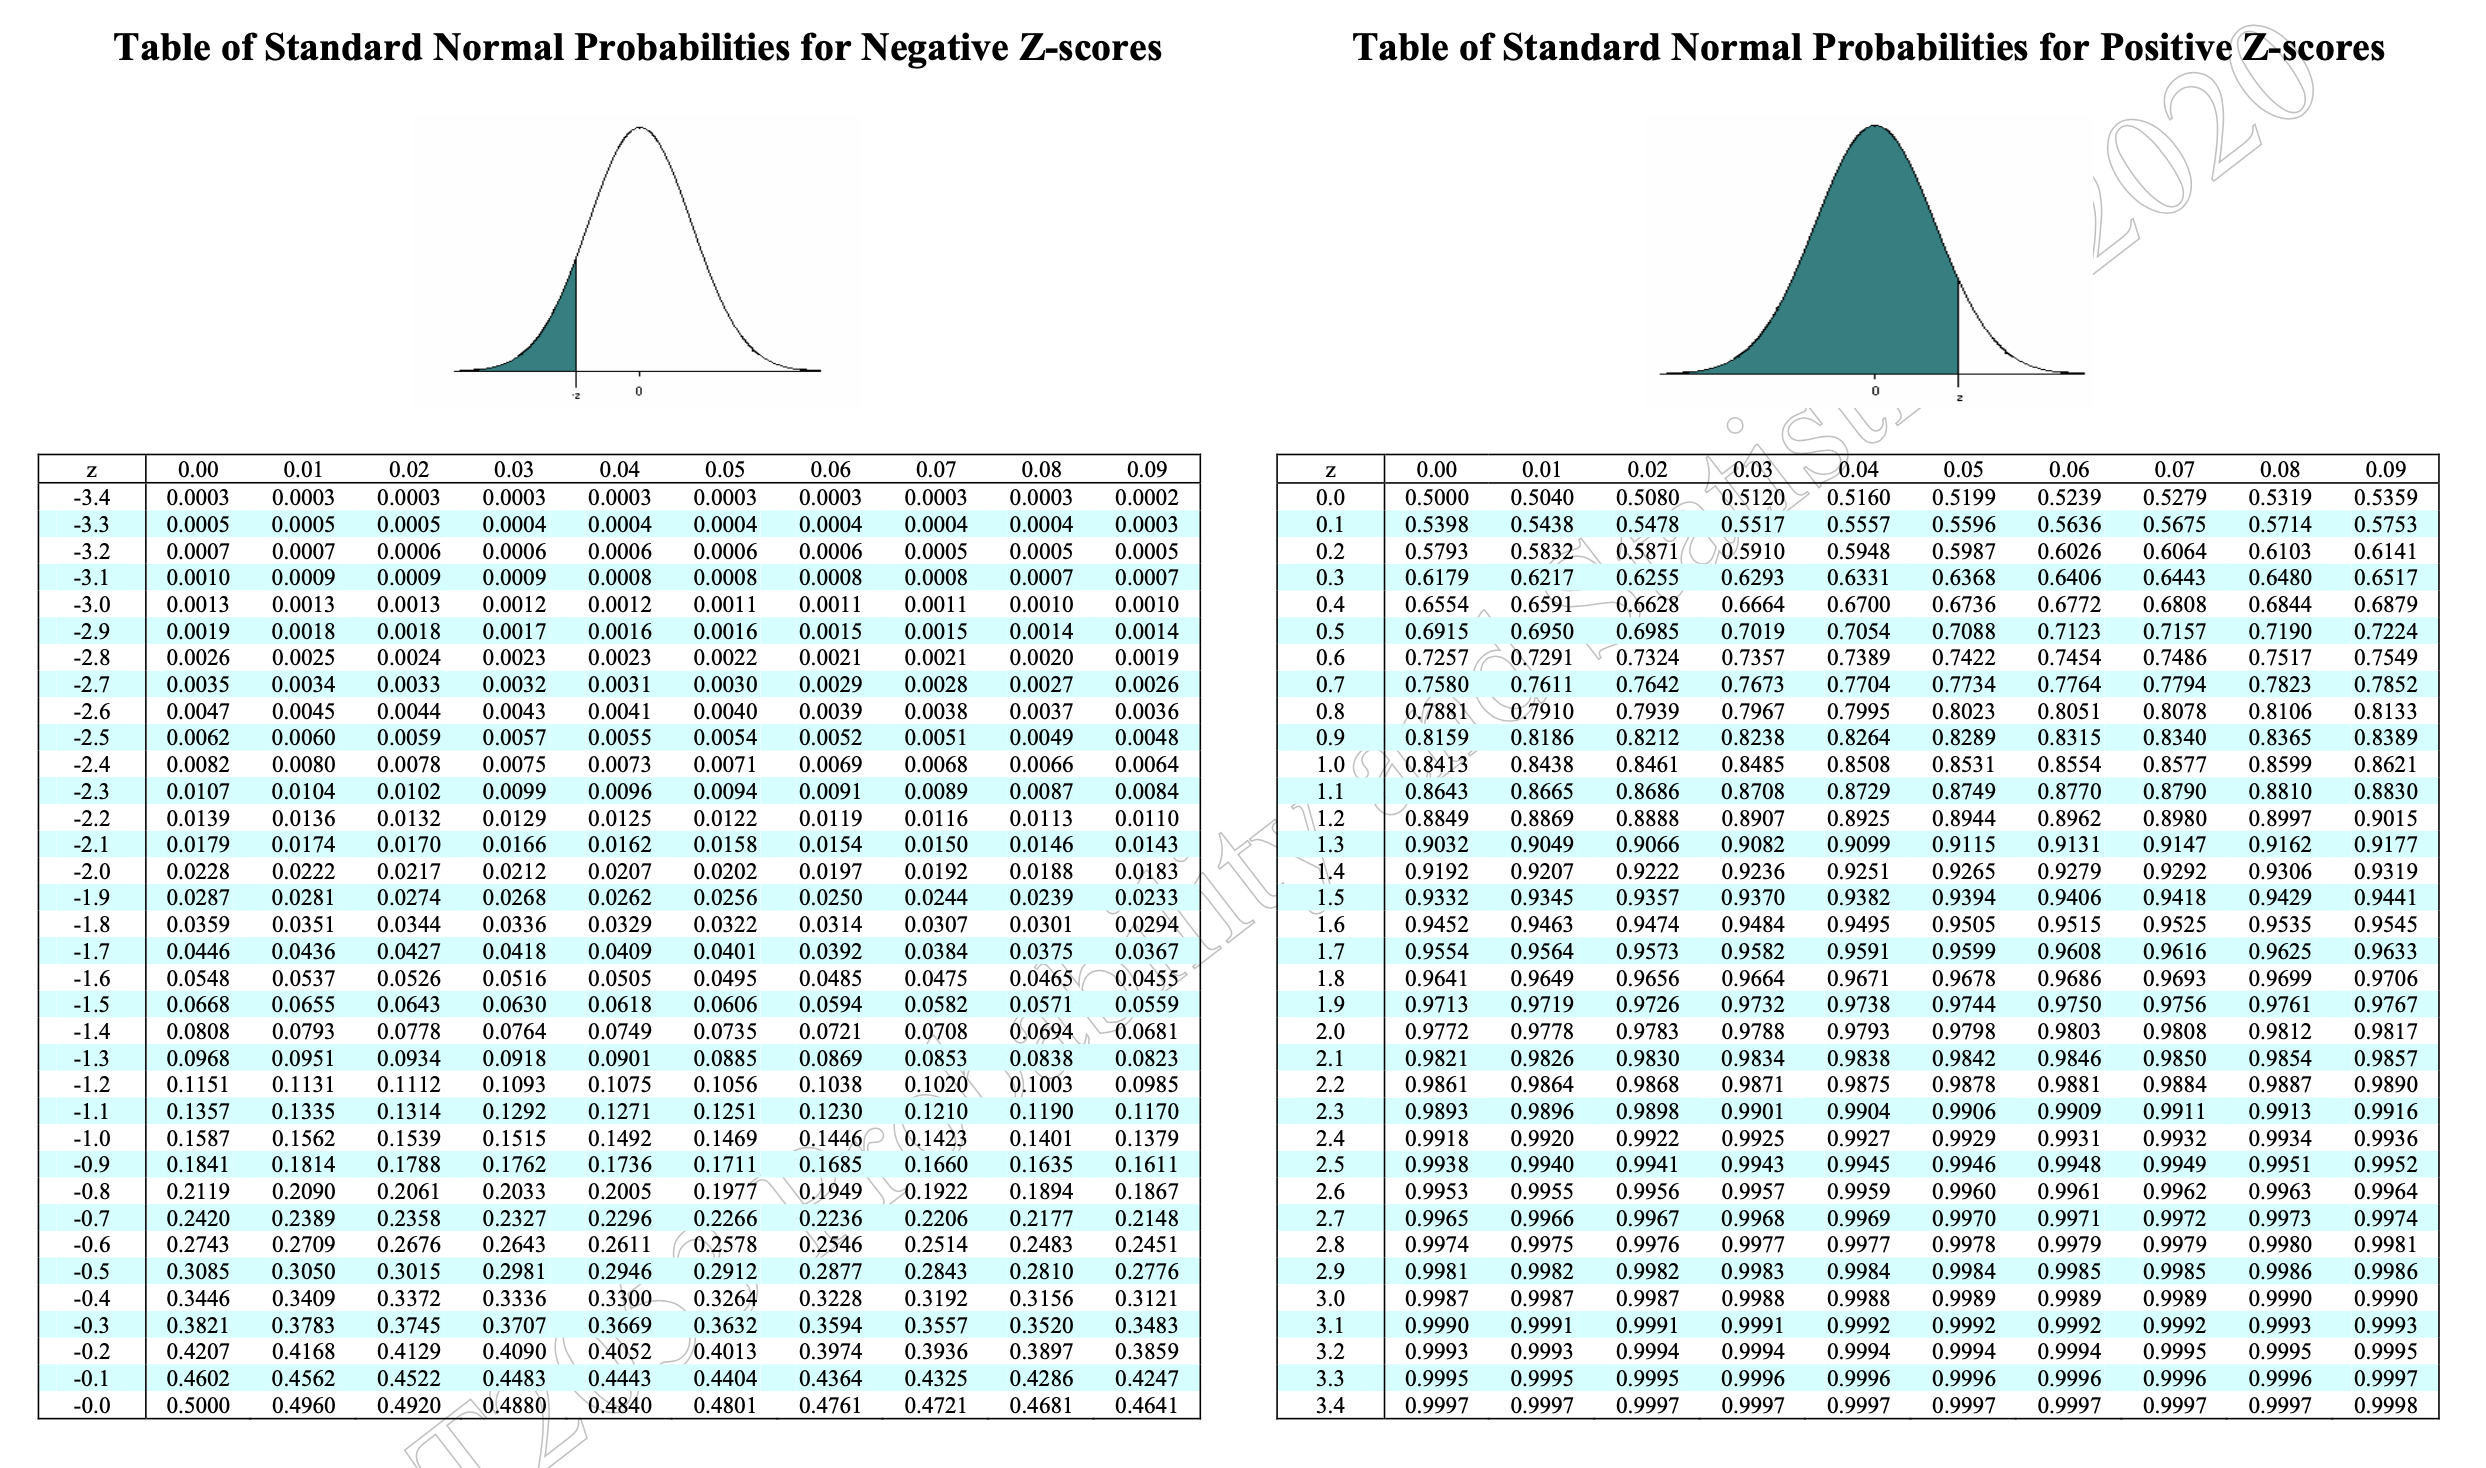 Table of Standard Normal Probabilities for Negative Z-scores
-z 0
z 0.00 0.01 0.02 0.03 0.04 0.05 0.06 0.07 0.08 0.09
-3.4 0.0003 0.0003 0.0003 0.0003 0.0003 0.0003 0.0003 0.0003 0.0003 0.0002
-3.3 0.0005 0.0005 0.0005 0.0004 0.0004 0.0004 0.0004 0.0004 0.0004 0.0003
-3.2 0.0007 0.0007 0.0006 0.0006 0.0006 0.0006 0.0006 0.0005 0.0005 0.0005
-3.1 0.0010 0.0009 0.0009 0.0009 0.0008 0.0008 0.0008 0.0008 0.0007 0.0007
-3.0 0.0013 0.0013 0.0013 0.0012 0.0012 0.0011 0.0011 0.0011 0.0010 0.0010
-2.9 0.0019 0.0018 0.0018 0.0017 0.0016 0.0016 0.0015 0.0015 0.0014 0.0014
-2.8 0.0026 0.0025 0.0024 0.0023 0.0023 0.0022 0.0021 0.0021 0.0020 0.0019
-2.7 0.0035 0.0034 0.0033 0.0032 0.0031 0.0030 0.0029 0.0028 0.0027 0.0026
-2.6 0.0047 0.0045 0.0044 0.0043 0.0041 0.0040 0.0039 0.0038 0.0037 0.0036
-2.5 0.0062 0.0060 0.0059 0.0057 0.0055 0.0054 0.0052 0.0051 0.0049 0.0048
-2.4 0.0082 0.0080 0.0078 0.0075 0.0073 0.0071 0.0069 0.0068 0.0066 0.0064
-2.3 0.0107 0.0104 0.0102 0.0099 0.0096 0.0094 0.0091 0.0089 0.0087 0.0084
-2.2 0.0139 0.0136 0.0132 0.0129 0.0125 0.0122 0.0119 0.0116 0.0113 0.0110
-2.1 0.0179 0.0174 0.0170 0.0166 0.0162 0.0158 0.0154 0.0150 0.0146 0.0143
-2.0 0.0228 0.0222 0.0217 0.0212 0.0207 0.0202 0.0197 0.0192 0.0188 0.0183
-1.9 0.0287 0.0281 0.0274 0.0268 0.0262 0.0256 0.0250 0.0244 0.0239 0.0233
-1.8 0.0359 0.0351 0.0344 0.0336 0.0329 0.0322 0.0314 0.0307 0.0301 0.0294
-1.7 0.0446 0.0436 0.0427 0.0418 0.0409 0.0401 0.0392 0.0384 0.0375 0.0367
-1.6 0.0548 0.0537 0.0526 0.0516 0.0505 0.0495 0.0485 0.0475 0.0465 0.0455
-1.5 0.0668 0.0655 0.0643 0.0630 0.0618 0.0606 0.0594 0.0582 0.0571 0.0559
-1.4 0.0808 0.0793 0.0778 0.0764 0.0749 0.0735 0.0721 0.0708 0.0694 0.0681
-1.3 0.0968 0.0951 0.0934 0.0918 0.0901 0.0885 0.0869 0.0853 0.0838 0.0823
-1.2 0.1151 0.1131 0.1112 0.1093 0.1075 0.1056 0.1038 0.1020 0.1003 0.0985
-1.1 0.1357 0.1335 0.1314 0.1292 0.1271 0.1251 0.1230 0.1210 0.1190 0.1170
-1.0 0.1587 0.1562 0.1539 0.1515 0.1492 0.1469 0.1446 0.1423 0.1401 0.1379
-0.9 0.1841 0.1814 0.1788 0.1762 0.1736 0.1711 0.1685 0.1660 0.1635 0.1611
-0.8 0.2119 0.2090 0.2061 0.2033 0.2005 0.1977 0.1949 0.1922 0.1894 0.1867
-0.7 0.2420 0.2389 0.2358 0.2327 0.2296 0.2266 0.2236 0.2206 0.2177 0.2148
-0.6 0.2743 0.2709 0.2676 0.2643 0.2611 0.2578 0.2546 0.2514 0.2483 0.2451
-0.5 0.3085 0.3050 0.3015 0.2981 0.2946 0.2912 0.2877 0.2843 0.2810 0.2776
-0.4 0.3446 0.3409 0.3372 0.3336 0.3300 0.3264 0.3228 0.3192 0.3156 0.3121
-0.3 0.3821 0.3783 0.3745 0.3707 0.3669 0.3632 0.3594 0.3557 0.3520 0.3483
-0.2 0.4207 0.4168 0.4129 0.4090 0.4052 0.4013 0.3974 0.3936 0.3897 0.3859
-0.1 0.4602 0.4562 0.4522 0.4483 0.4443 0.4404 0.4364 0.4325 0.4286 0.4247
-0.0 0.5000 0.4960 0.4920 0.4880 0.4840 0.4801 0.4761 0.4721 0.4681 0.4641
Table of Standard Normal Probabilities for Positive Z-scores
0 z
z 0.00 0.01 0.02 0.03 0.04 0.05 0.06 0.07 0.08 0.09
0.0 0.5000 0.5040 0.5080 0.5120 0.5160 0.5199 0.5239 0.5279 0.5319 0.5359
0.1 0.5398 0.5438 0.5478 0.5517 0.5557 0.5596 0.5636 0.5675 0.5714 0.5753
0.2 0.5793 0.5832 0.5871 0.5910 0.5948 0.5987 0.6026 0.6064 0.6103 0.6141
0.3 0.6179 0.6217 0.6255 0.6293 0.6331 0.6368 0.6406 0.6443 0.6480 0.6517
0.4 0.6554 0.6591 0.6628 0.6664 0.6700 0.6736 0.6772 0.6808 0.6844 0.6879
0.5 0.6915 0.6950 0.6985 0.7019 0.7054 0.7088 0.7123 0.7157 0.7190 0.7224
0.6 0.7257 0.7291 0.7324 0.7357 0.7389 0.7422 0.7454 0.7486 0.7517 0.7549
0.7 0.7580 0.7611 0.7642 0.7673 0.7704 0.7734 0.7764 0.7794 0.7823 0.7852
0.8 0.7881 0.7910 0.7939 0.7967 0.7995 0.8023 0.8051 0.8078 0.8106 0.8133
0.9 0.8159 0.8186 0.8212 0.8238 0.8264 0.8289 0.8315 0.8340 0.8365 0.8389
1.0 0.8413 0.8438 0.8461 0.8485 0.8508 0.8531 0.8554 0.8577 0.8599 0.8621
1.1 0.8643 0.8665 0.8686 0.8708 0.8729 0.8749 0.8770 0.8790 0.8810 0.8830
1.2 0.8849 0.8869 0.8888 0.8907 0.8925 0.8944 0.8962 0.8980 0.8997 0.9015
1.3 0.9032 0.9049 0.9066 0.9082 0.9099 0.9115 0.9131 0.9147 0.9162 0.9177
1.4 0.9192 0.9207 0.9222 0.9236 0.9251 0.9265 0.9279 0.9292 0.9306 0.9319
1.5 0.9332 0.9345 0.9357 0.9370 0.9382 0.9394 0.9406 0.9418 0.9429 0.9441
1.6 0.9452 0.9463 0.9474 0.9484 0.9495 0.9505 0.9515 0.9525 0.9535 0.9545
1.7 0.9554 0.9564 0.9573 0.9582 0.9591 0.9599 0.9608 0.9616 0.9625 0.9633
1.8 0.9641 0.9649 0.9656 0.9664 0.9671 0.9678 0.9686 0.9693 0.9699 0.9706
1.9 0.9713 0.9719 0.9726 0.9732 0.9738 0.9744 0.9750 0.9756 0.9761 0.9767
2.0 0.9772 0.9778 0.9783 0.9788 0.9793 0.9798 0.9803 0.9808 0.9812 0.9817
2.1 0.9821 0.9826 0.9830 0.9834 0.9838 0.9842 0.9846 0.9850 0.9854 0.9857
2.2 0.9861 0.9864 0.9868 0.9871 0.9875 0.9878 0.9881 0.9884 0.9887 0.9890
2.3 0.9893 0.9896 0.9898 0.9901 0.9904 0.9906 0.9909 0.9911 0.9913 0.9916
2.4 0.9918 0.9920 0.9922 0.9925 0.9927 0.9929 0.9931 0.9932 0.9934 0.9936
2.5 0.9938 0.9940 0.9941 0.9943 0.9945 0.9946 0.9948 0.9949 0.9951 0.9952
2.6 0.9953 0.9955 0.9956 0.9957 0.9959 0.9960 0.9961 0.9962 0.9963 0.9964
2.7 0.9965 0.9966 0.9967 0.9968 0.9969 0.9970 0.9971 0.9972 0.9973 0.9974
2.8 0.9974 0.9975 0.9976 0.9977 0.9977 0.9978 0.9979 0.9979 0.9980 0.9981
2.9 0.9981 0.9982 0.9982 0.9983 0.9984 0.9984 0.9985 0.9985 0.9986 0.9986
3.0 0.9987 0.9987 0.9987 0.9988 0.9988 0.9989 0.9989 0.9989 0.9990 0.9990
3.1 0.9990 0.9991 0.9991 0.9991 0.9992 0.9992 0.9992 0.9992 0.9993 0.9993
3.2 0.9993 0.9993 0.9994 0.9994 0.9994 0.9994 0.9994 0.9995 0.9995 0.9995
3.3 0.9995 0.9995 0.9995 0.9996 0.9996 0.9996 0.9996 0.9996 0.9996 0.9997
3.4 0.9997 0.9997 0.9997 0.9997 0.9997 0.9997 0.9997 0.9997 0.9997 0.9998
2020